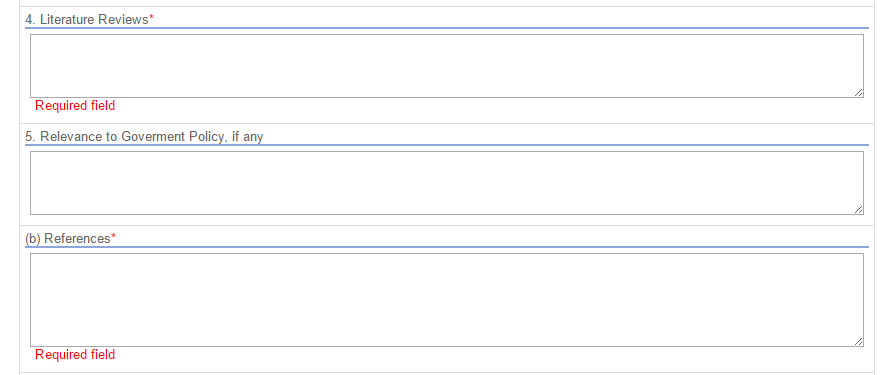 4. Literature Reviews*
Required field
5. Relevance to Goverment Policy, if any
(b) References*
Required field